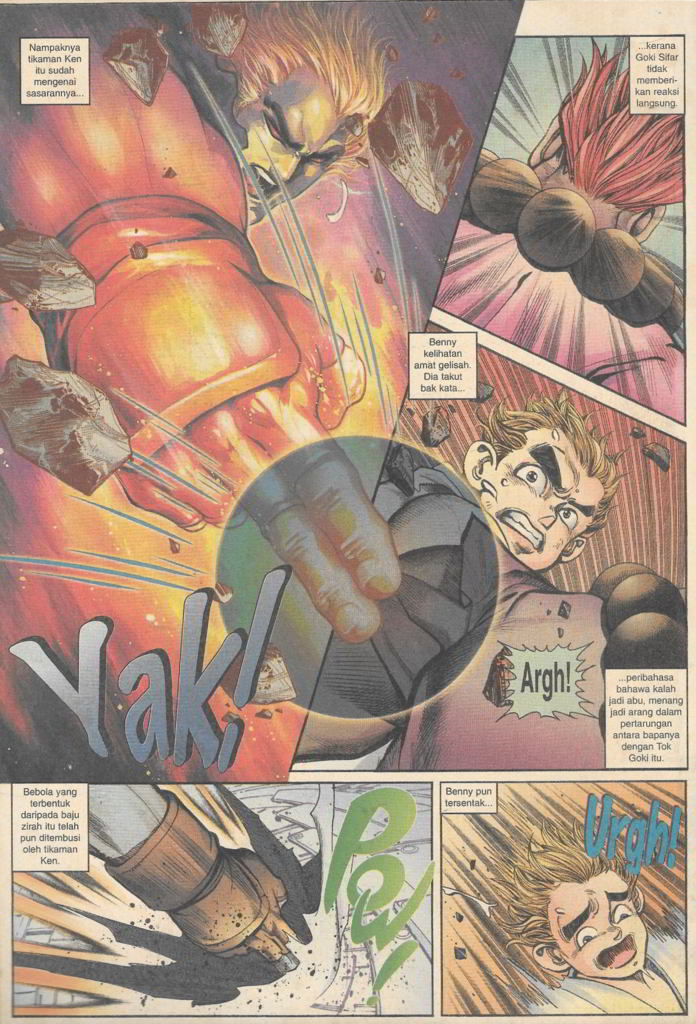 Nampaknya
tikaman Ken
itu sudah
mengenai
sasarannya...
...kerana
Goki Sifar
tidak
memberi-
kan reaksi
langsung.
Benny
kelihatan
amat gelisah.
Dia takut
bak kata...
Yak!
Argh!
...peribahasa
bahawa kalah
jadi abu, menang
jadi arang dalam
pertarungan
antara bapanya
dengan Tok
Goki itu.
Bebola yang
terbentuk
daripada baju
zirah itu telah
pun ditembusi
oleh tikaman
Ken.
Pow!
Benny pun
tersentak...
Urgh!